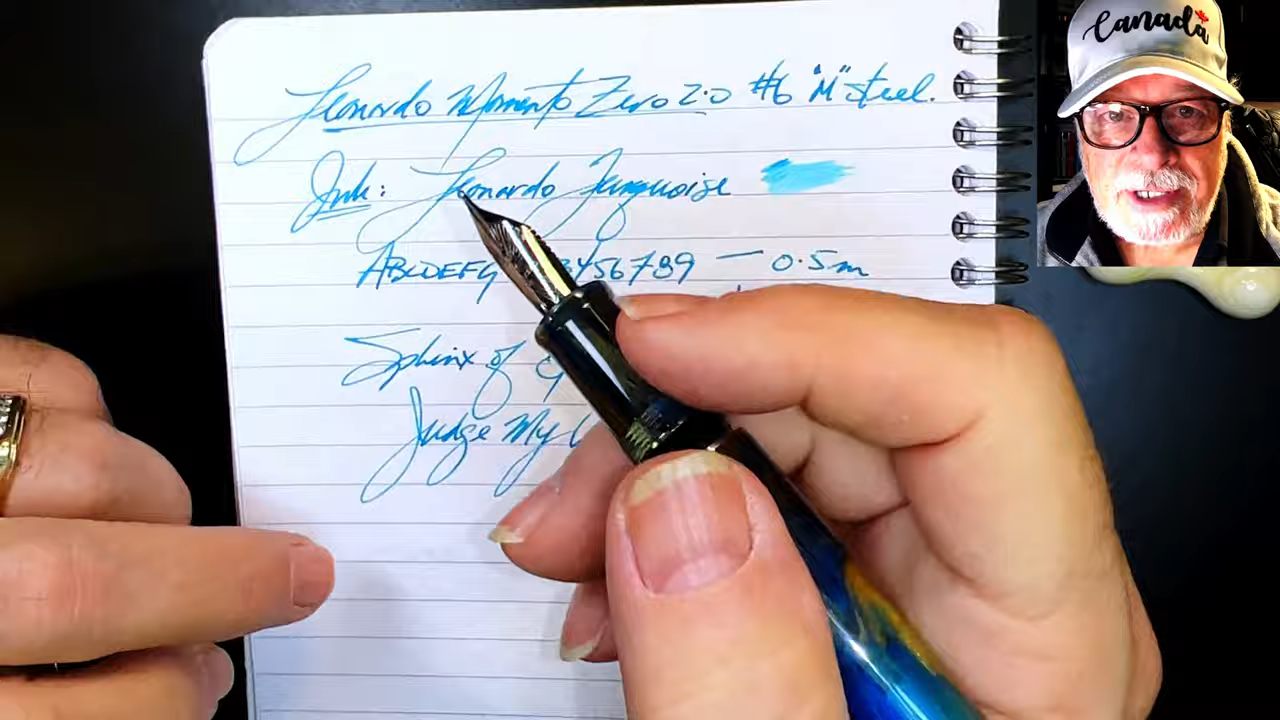 Leonardo Momento Zero 2.0 #6 "M" steel.
Ink: Leonardo Turquoise
ABCDEFG 3456789 — 0.5m
Sphinx of
Judge My
Canada